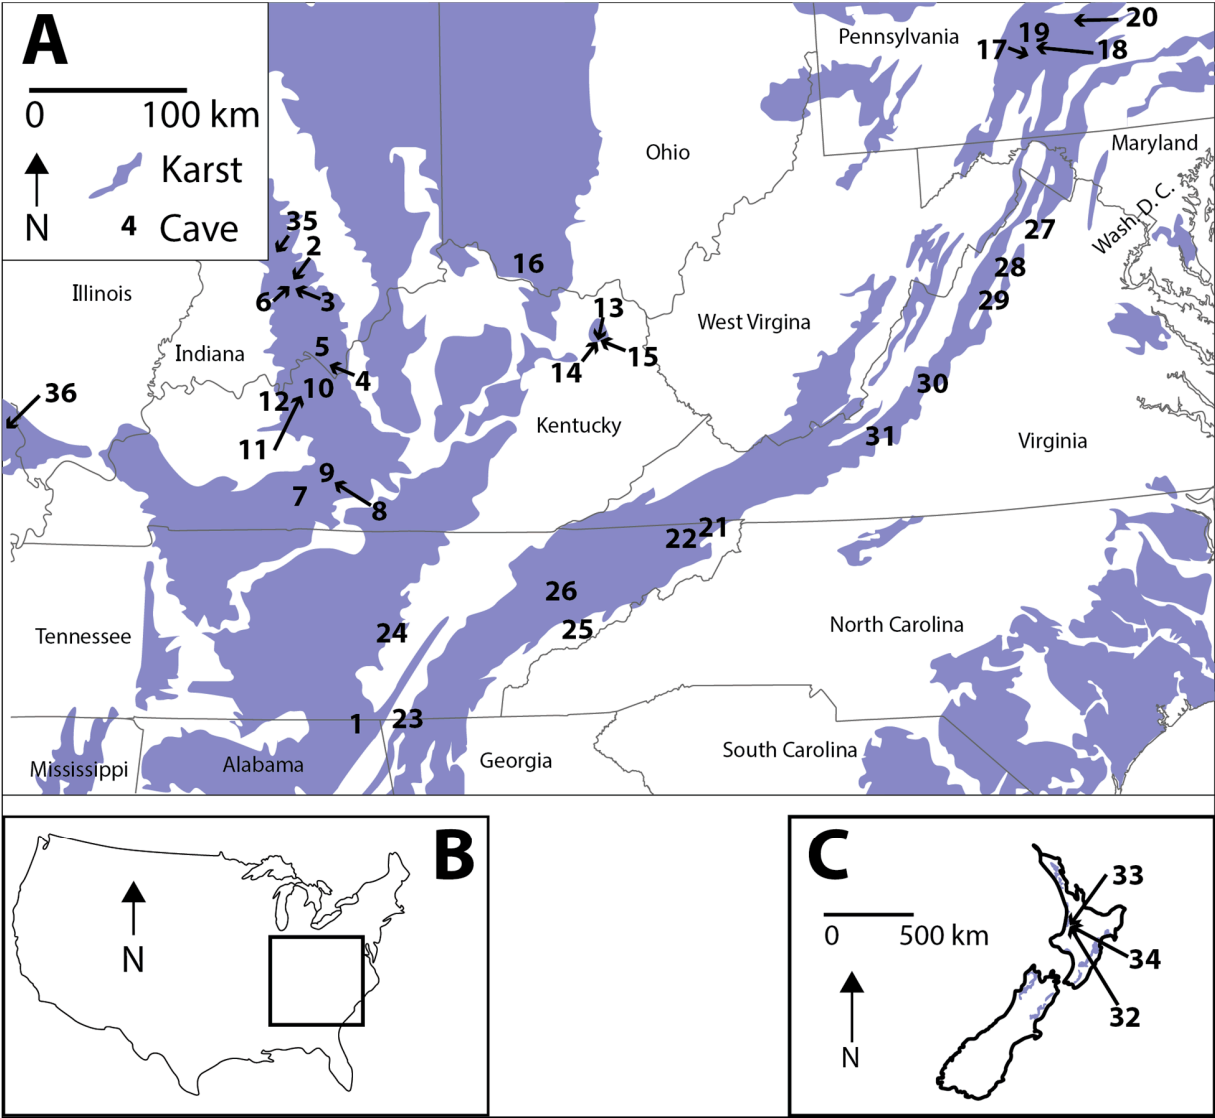 A
0 100 km
Karst
N
4 Cave
Pennsylvania
20
19
17 18
Ohio
Maryland
Wash. D. C.
35
2
6 3
16
27
28
29
Illinois
13
West Virgina
Indiana
5
14 15
4
36
12 10
30
11
Kentucky
31
Virginia
9
7
8
21
22
26
25
24
Tennessee
North Carolina
1 23
Mississippi
Alabama
Georgia
South Carolina
B
N
C
33
0 500 km
34
32
N